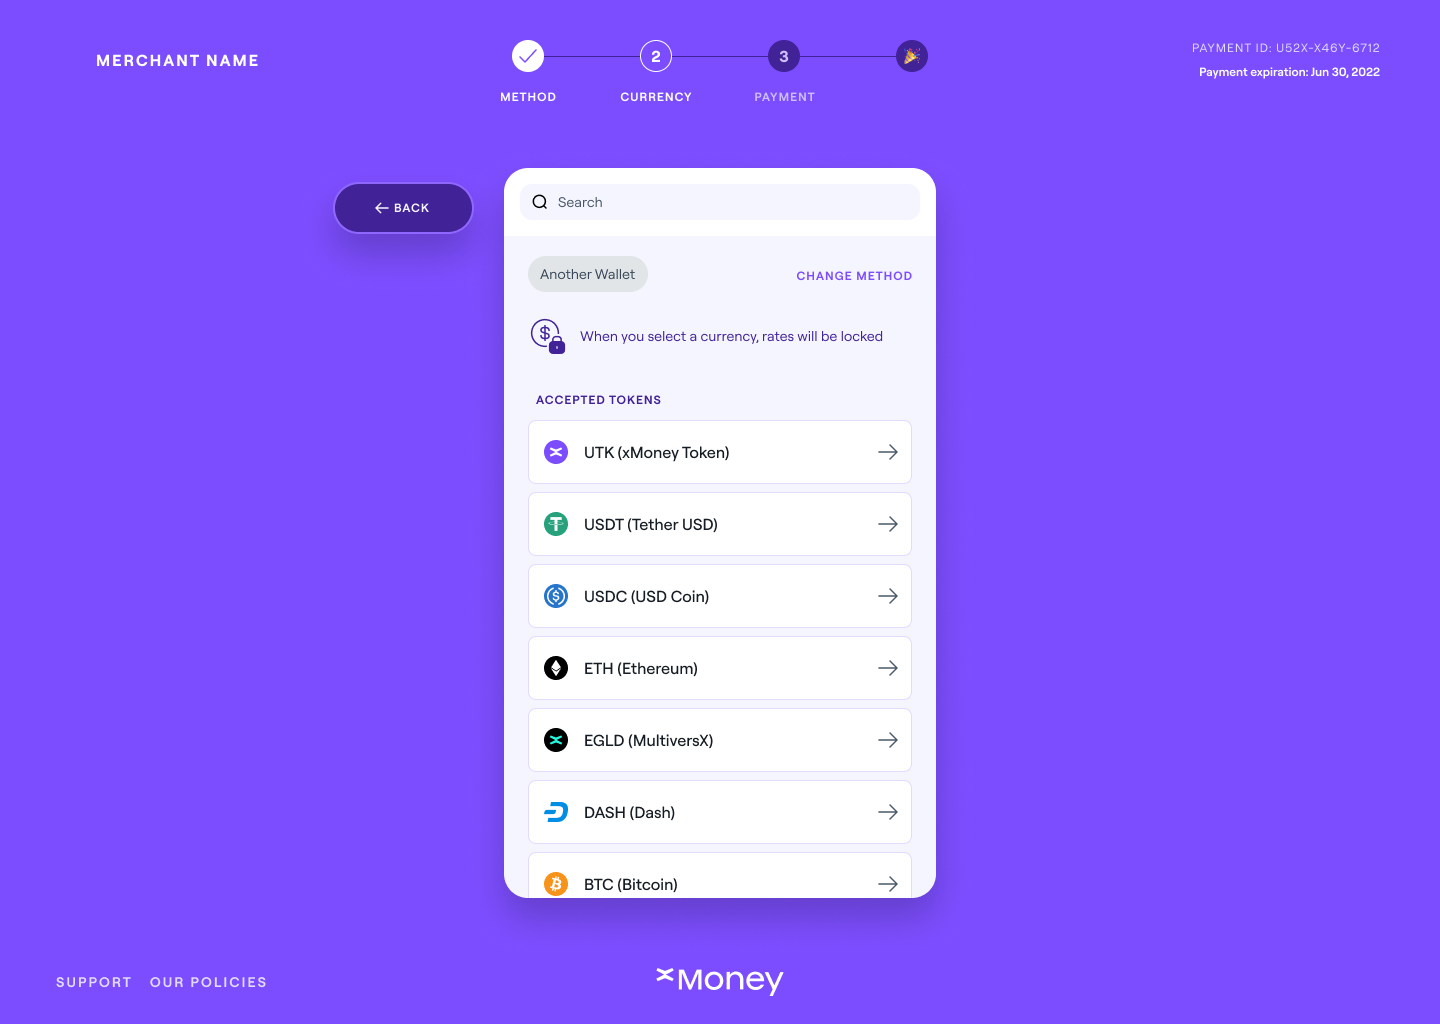 MERCHANT NAME
2
3
METHOD
CURRENCY
PAYMENT
PAYMENT ID: U52X-X46Y-6712
Payment expiration: Jun 30, 2022
BACK
Search
Another Wallet
CHANGE METHOD
$
When you select a currency, rates will be locked
ACCEPTED TOKENS
UTK (xMoney Token)
USDT (Tether USD)
USDC (USD Coin)
ETH (Ethereum)
EGLD (MultiversX)
DASH (Dash)
BTC (Bitcoin)
SUPPORT
OUR POLICIES
xMoney